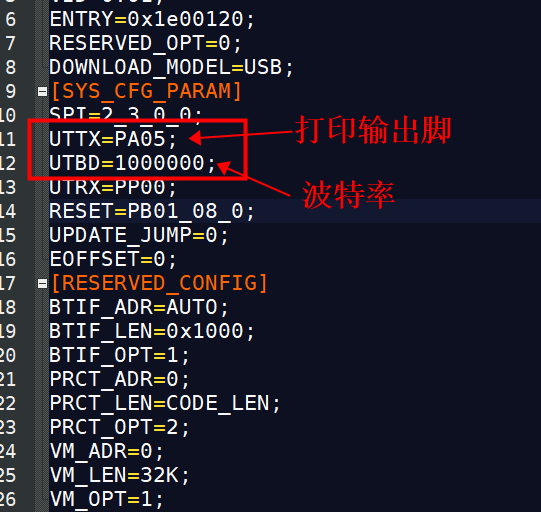 6 ENTRY=0x1e00120;
7 RESERVED_OPT=0;
8 DOWNLOAD_MODEL=USB;
9 [SYS_CFG_PARAM]
10 SPI=2_3_0_0;
11 UTTX=PA05; 打印输出脚
12 UTBD=1000000;
13 UTRX=PP00; 波特率
14 RESET=PB01_08_0;
15 UPDATE_JUMP=0;
16 EOFFSET=0;
17 [RESERVED_CONFIG]
18 BTIF_ADR=AUTO;
19 BTIF_LEN=0x1000;
20 BTIF_OPT=1;
21 PRCT_ADR=0;
22 PRCT_LEN=CODE_LEN;
23 PRCT_OPT=2;
24 VM_ADR=0;
25 VM_LEN=32K;
26 VM_OPT=1;